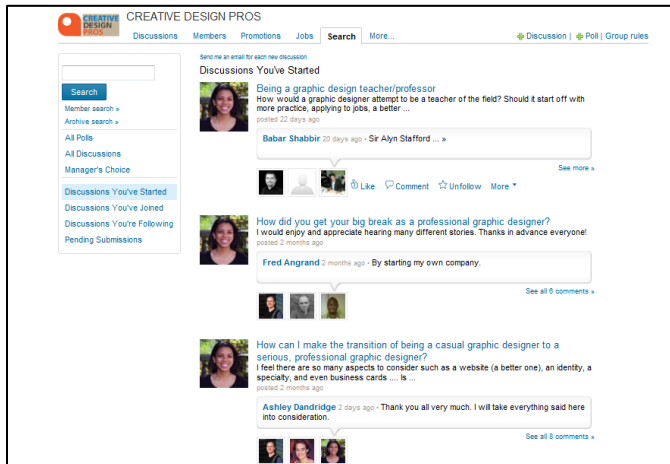 CREATIVE
DESIGN
PROS
CREATIVE DESIGN PROS
Discussions Members Promotions Jobs Search More... Discussion | Poll | Group rules
Send me an email for each new discussion
Discussions You've Started
Search
Member search »
Archive search »
All Polls
All Discussions
Manager's Choice
Discussions You've Started
Discussions You've Joined
Discussions You're Following
Pending Submissions
Being a graphic design teacher/professor
How would a graphic designer attempt to be a teacher of the field? Should it start off with
more practice, applying to jobs, a better ...
posted 22 days ago
Babar Shabbir 20 days ago - Sir Alyn Stafford ... »
See more »
Like Comment Unfollow More
How did you get your big break as a professional graphic designer?
I would enjoy and appreciate hearing many different stories. Thanks in advance everyone!
posted 2 months ago
Fred Angrand 2 months ago - By starting my own company.
See all 6 comments »
How can I make the transition of being a casual graphic designer to a
serious, professional graphic designer?
I feel there are so many aspects to consider such as a website (a better one), an identity, a
specialty, and even business cards .... Is ...
posted 2 months ago
Ashley Dandridge 2 days ago - Thank you all very much. I will take everything said here
into consideration.
See all 8 comments »